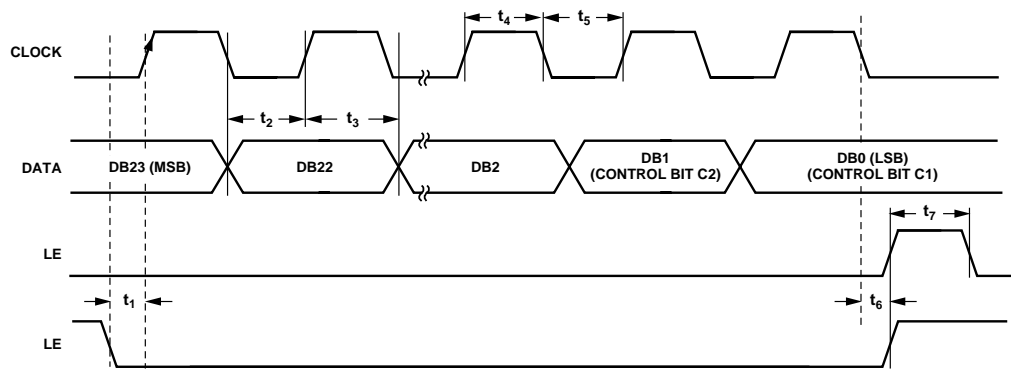 t4 t5
CLOCK
t2 t3
DATA DB23 (MSB) DB22 DB2 DB1 (CONTROL BIT C2) DB0 (LSB) (CONTROL BIT C1)
t7
LE
t1 t6
LE